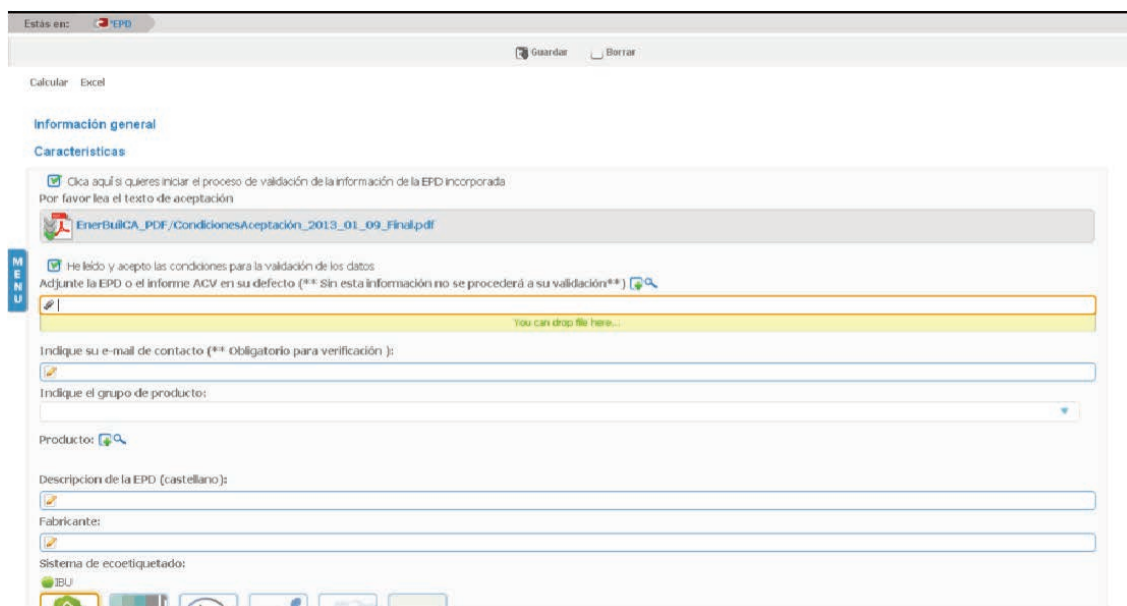 Estás en: *EPD
Guardar Borrar
Calcular Excel
Información general
Características
Clica aquí si quieres iniciar el proceso de validación de la información de la EPD incorporada
Por favor lea el texto de aceptación
EnerBuilCA_PDF/CondicionesAceptación_2013_01_09_Final.pdf
MENU
He leído y acepto las condiciones para la validación de los datos
Adjunte la EPD o el informe ACV en su defecto (** Sin esta información no se procederá a su validación**)
You can drop file here...
Indique su e-mail de contacto (** Obligatorio para verificación ):
Indique el grupo de producto:
Producto:
Descripcion de la EPD (castellano):
Fabricante:
Sistema de ecoetiquetado:
IBU